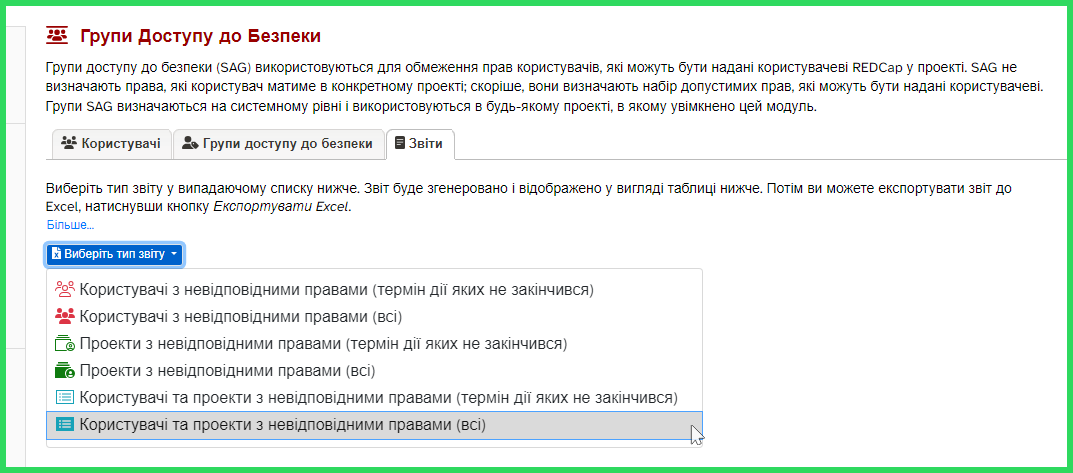 Групи Доступу до Безпеки
Групи доступу до безпеки (SAG) використовуються для обмеження прав користувачів, які можуть бути надані користувачеві REDCap у проекті. SAG не
визначають права, які користувач матиме в конкретному проекті; скоріше, вони визначають набір допустимих прав, які можуть бути надані користувачеві.
Групи SAG визначаються на системному рівні і використовуються в будь-якому проекті, в якому увімкнено цей модуль.
Користувачі Групи доступу до безпеки Звіти
Виберіть тип звіту у випадаючому списку нижче. Звіт буде згенеровано і відображено у вигляді таблиці нижче. Потім ви можете експортувати звіт до
Excel, натиснувши кнопку Експортувати Excel.
Більше...
Виберіть тип звіту
Користувачі з невідповідними правами (термін дії яких не закінчився)
Користувачі з невідповідними правами (всі)
Проекти з невідповідними правами (термін дії яких не закінчився)
Проекти з невідповідними правами (всі)
Користувачі та проекти з невідповідними правами (термін дії яких не закінчився)
Користувачі та проекти з невідповідними правами (всі)